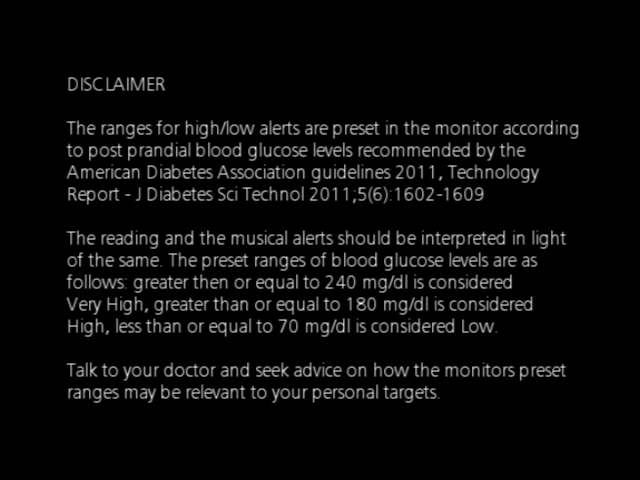 DISCLAIMER
The ranges for high/low alerts are preset in the monitor according
to post prandial blood glucose levels recommended by the
American Diabetes Association guidelines 2011, Technology
Report - J Diabetes Sci Technol 2011;5(6):1602-1609
The reading and the musical alerts should be interpreted in light
of the same. The preset ranges of blood glucose levels are as
follows: greater then or equal to 240 mg/dl is considered
Very High, greater than or equal to 180 mg/dl is considered
High, less than or equal to 70 mg/dl is considered Low.
Talk to your doctor and seek advice on how the monitors preset
ranges may be relevant to your personal targets.